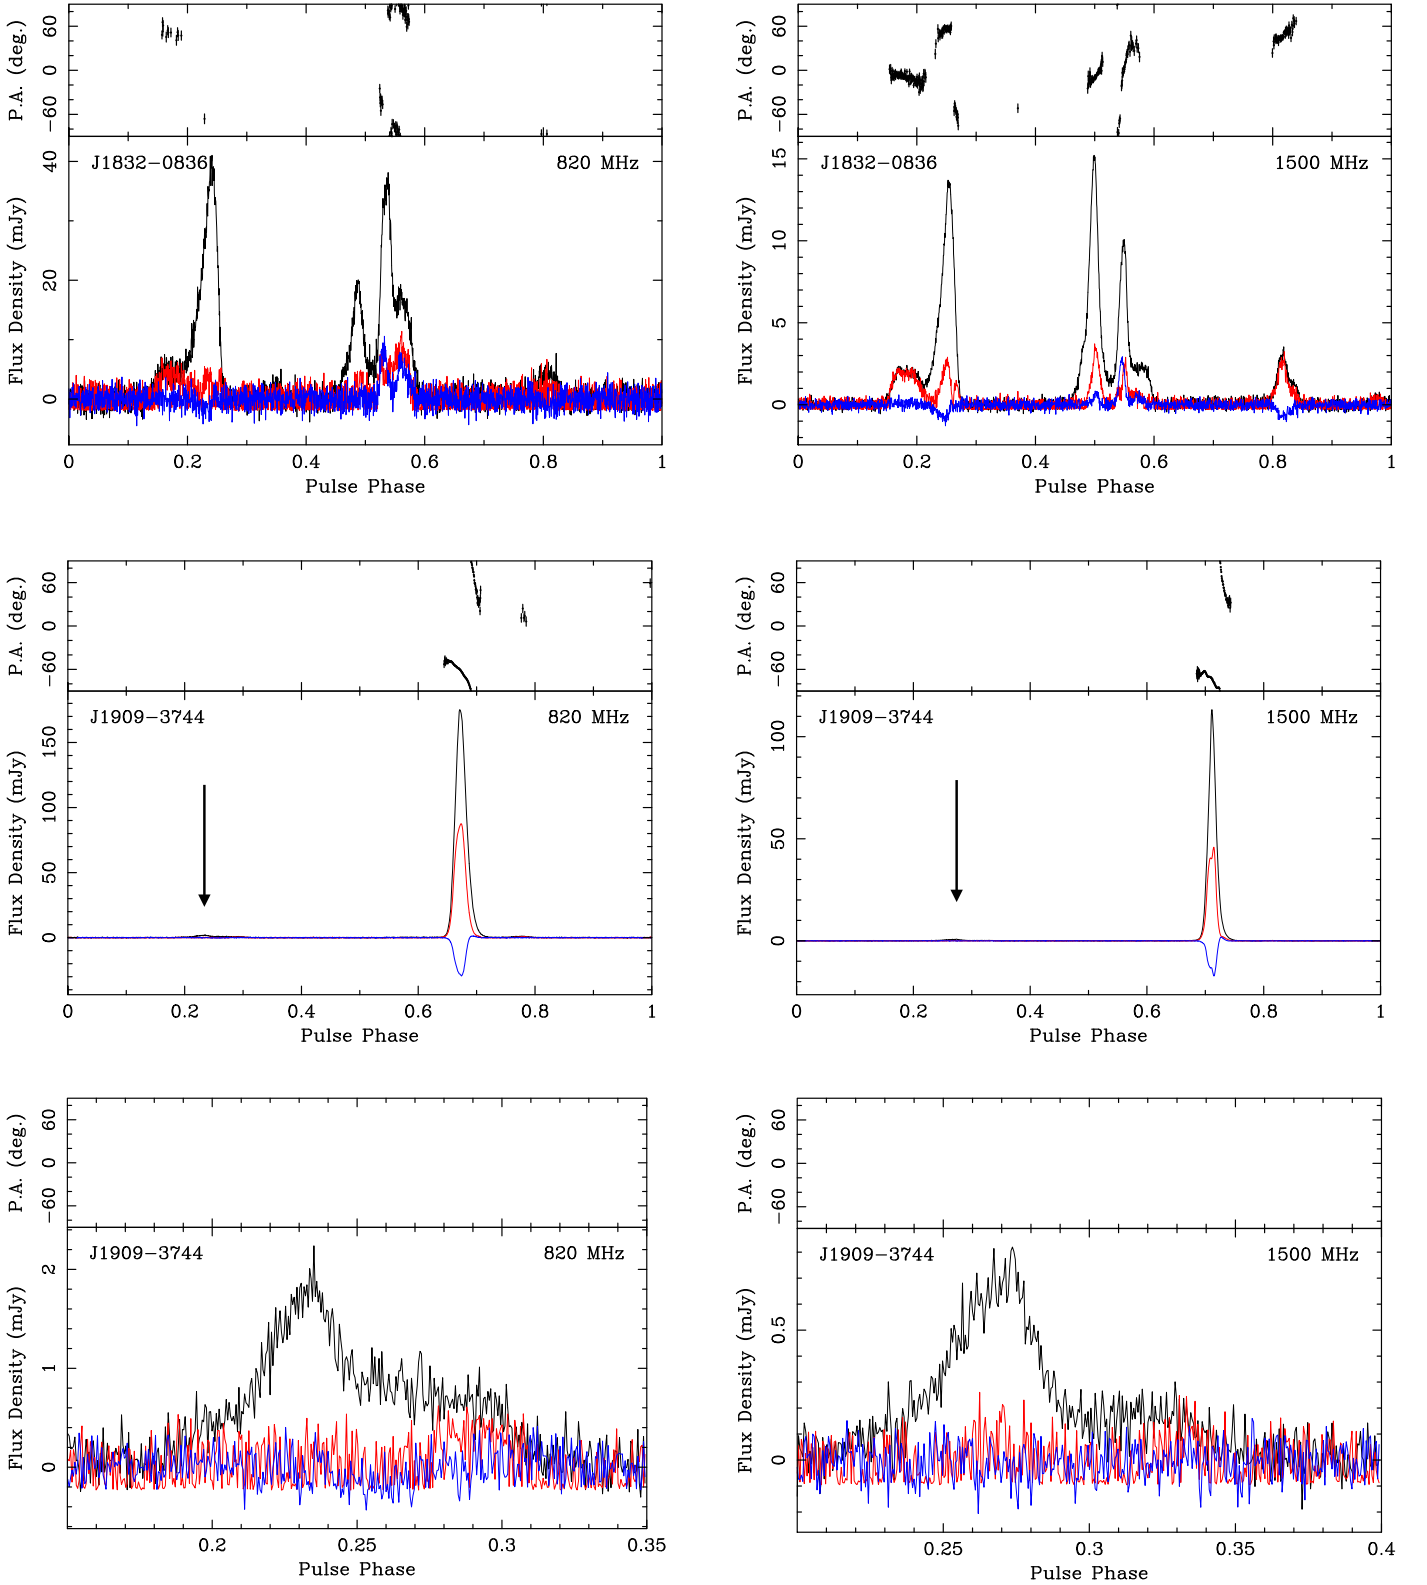 P.A. (deg.)
−60 0 60
P.A. (deg.)
−60 0 60
J1832−0836
820 MHz
Flux Density (mJy)
0 20 40
0 0.2 0.4 0.6 0.8 1
Pulse Phase
J1832−0836
1500 MHz
Flux Density (mJy)
0 5 10 15
0 0.2 0.4 0.6 0.8 1
Pulse Phase
P.A. (deg.)
−60 0 60
P.A. (deg.)
−60 0 60
J1909−3744
820 MHz
Flux Density (mJy)
0 50 100 150
0 0.2 0.4 0.6 0.8 1
Pulse Phase
J1909−3744
1500 MHz
Flux Density (mJy)
0 50 100
0 0.2 0.4 0.6 0.8 1
Pulse Phase
P.A. (deg.)
−60 0 60
P.A. (deg.)
−60 0 60
J1909−3744
820 MHz
Flux Density (mJy)
0 1 2
0.2 0.25 0.3 0.35
Pulse Phase
J1909−3744
1500 MHz
Flux Density (mJy)
0 0.5
0.25 0.3 0.35 0.4
Pulse Phase